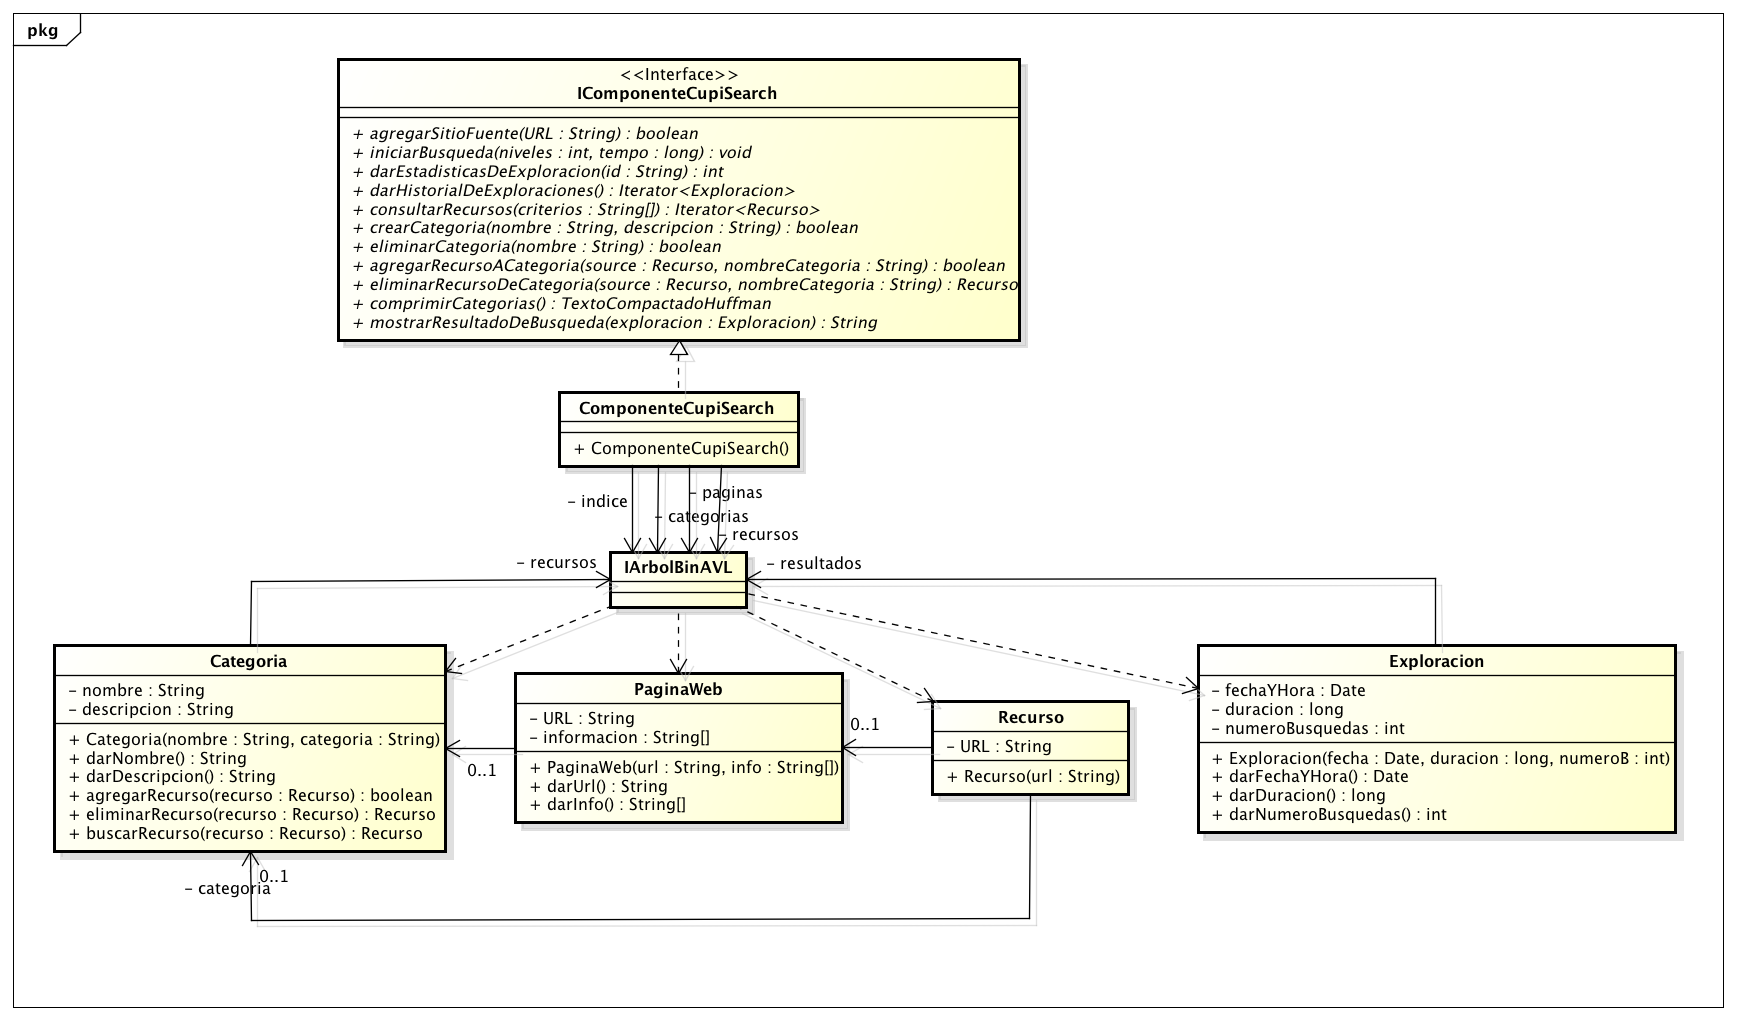 pkg
<<Interface>>
IComponenteCupiSearch
+ agregarSitioFuente(URL : String) : boolean
+ iniciarBusqueda(niveles : int, tempo : long) : void
+ darEstadisticasDeExploracion(id : String) : int
+ darHistorialDeExploraciones() : Iterator<Exploracion>
+ consultarRecursos(criterios : String[]) : Iterator<Recurso>
+ crearCategoria(nombre : String, descripcion : String) : boolean
+ eliminarCategoria(nombre : String) : boolean
+ agregarRecursoACategoria(source : Recurso, nombreCategoria : String) : boolean
+ eliminarRecursoDeCategoria(source : Recurso, nombreCategoria : String) : Recurso
+ comprimirCategorias() : TextoCompactadoHuffman
+ mostrarResultadoDeBusqueda(exploracion : Exploracion) : String
ComponenteCupiSearch
+ ComponenteCupiSearch()
- indice
- paginas
- categorias
- recursos
- recursos
IArbolBinAVL
- resultados
Categoria
- nombre : String
- descripcion : String
+ Categoria(nombre : String, categoria : String)
+ darNombre() : String
+ darDescripcion() : String
+ agregarRecurso(recurso : Recurso) : boolean
+ eliminarRecurso(recurso : Recurso) : Recurso
+ buscarRecurso(recurso : Recurso) : Recurso
0..1
- categoria
0..1
PaginaWeb
- URL : String
- informacion : String[]
+ PaginaWeb(url : String, info : String[])
+ darUrl() : String
+ darInfo() : String[]
0..1
Recurso
- URL : String
+ Recurso(url : String)
Exploracion
- fechaYHora : Date
- duracion : long
- numeroBusquedas : int
+ Exploracion(fecha : Date, duracion : long, numeroB : int)
+ darFechaYHora() : Date
+ darDuracion() : long
+ darNumeroBusquedas() : int